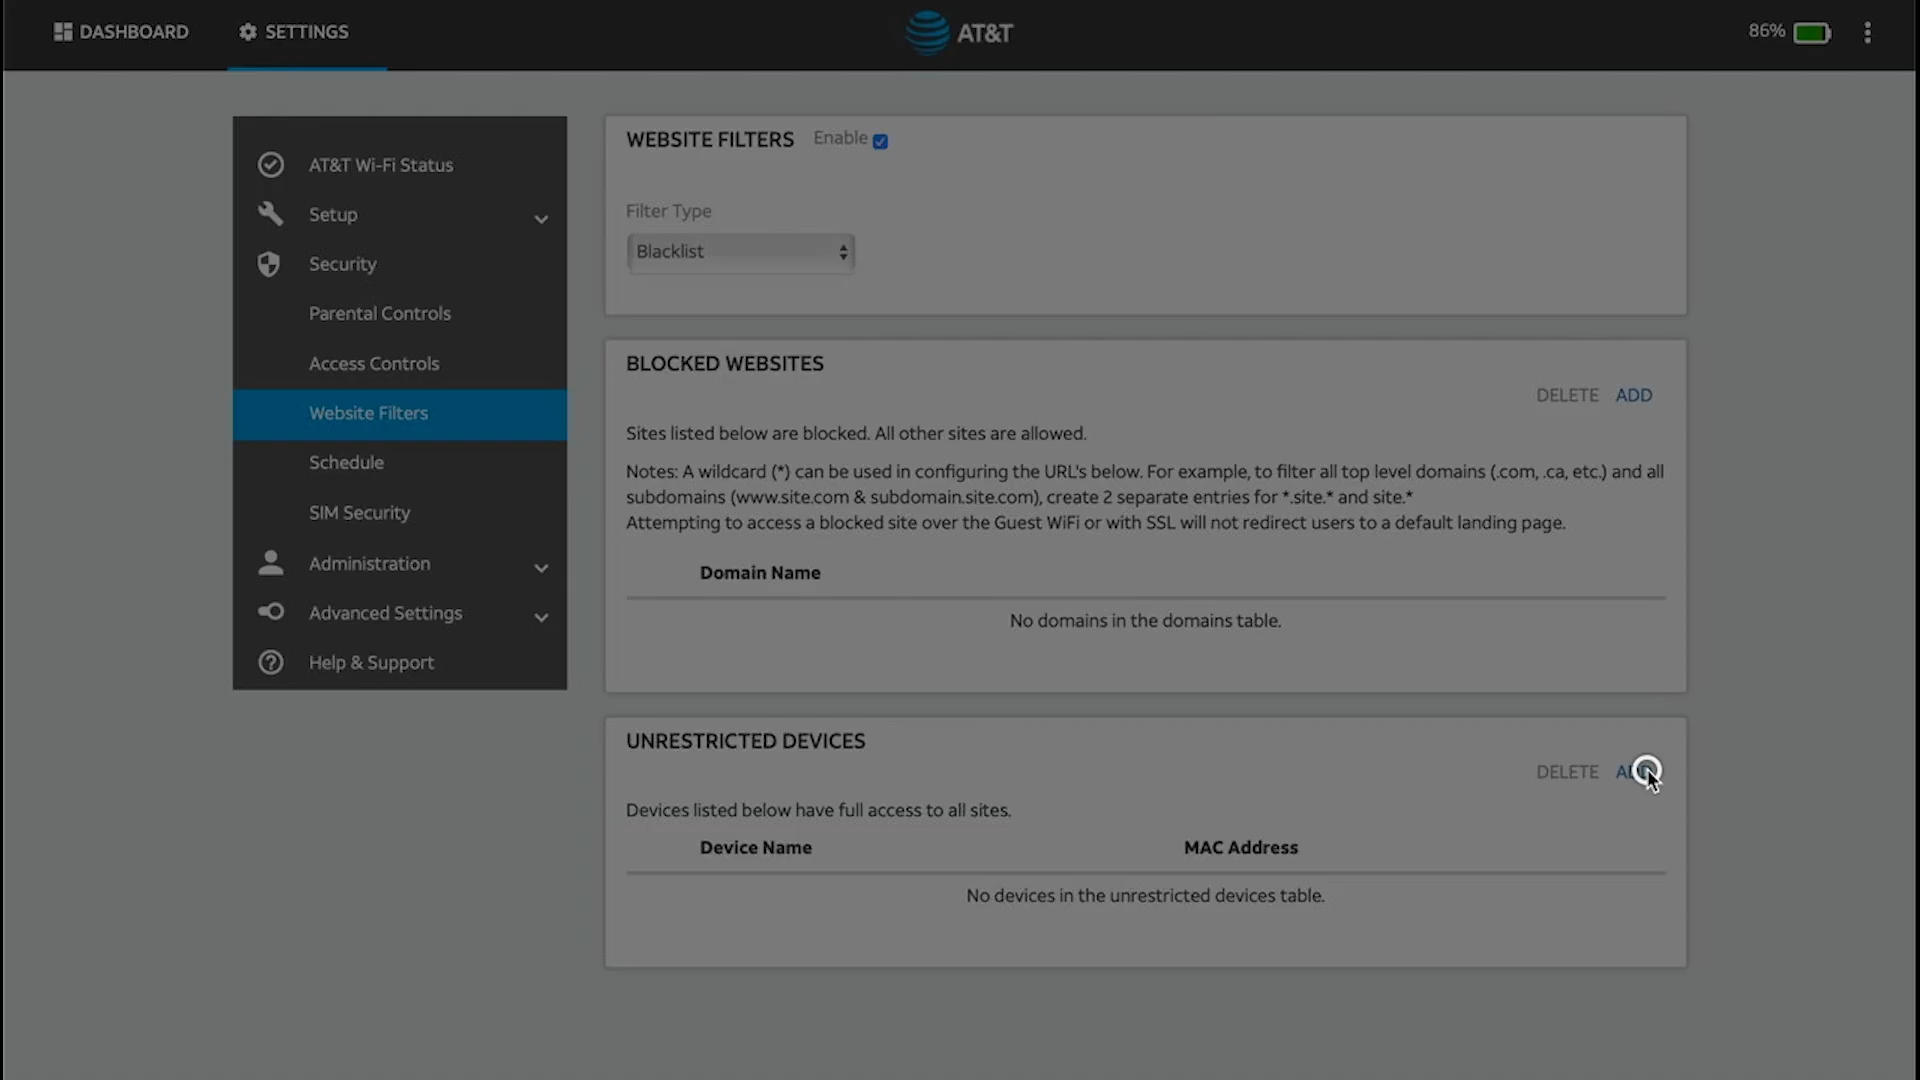 DASHBOARD
SETTINGS
AT&T
86%
AT&T Wi-Fi Status
Setup
Security
Parental Controls
Access Controls
Website Filters
Schedule
SIM Security
Administration
Advanced Settings
Help & Support
WEBSITE FILTERS Enable
Filter Type
Blacklist
BLOCKED WEBSITES
DELETE ADD
Sites listed below are blocked. All other sites are allowed.
Notes: A wildcard (*) can be used in configuring the URL's below. For example, to filter all top level domains (.com, .ca, etc.) and all
subdomains (www.site.com & subdomain.site.com), create 2 separate entries for *.site.* and site.*
Attempting to access a blocked site over the Guest WiFi or with SSL will not redirect users to a default landing page.
Domain Name
No domains in the domains table.
UNRESTRICTED DEVICES
DELETE ADD
Devices listed below have full access to all sites.
Device Name MAC Address
No devices in the unrestricted devices table.